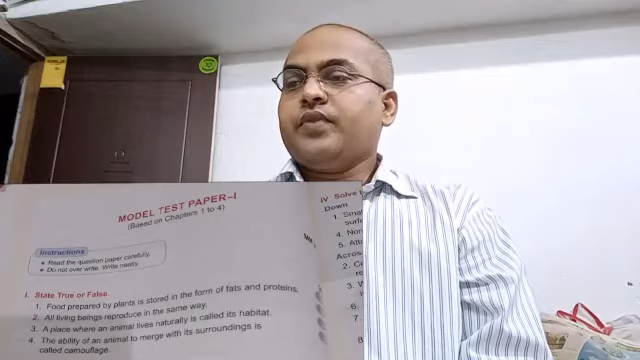 MODEL TEST PAPER-I
(Based on Chapters 1 to 4)
Instructions
Read the question paper carefully.
Do not over write. Write neatly.
I. State True or False.
1. Food prepared by plants is stored in the form of fats and proteins.
2. All living beings reproduce in the same way.
3. A place where an animal lives naturally is called its habitat.
4. The ability of an animal to merge with its surroundings is
called camouflage.
IV Solve
Down
1.
4.
5.
Across
2.
3.
6.
7.
8